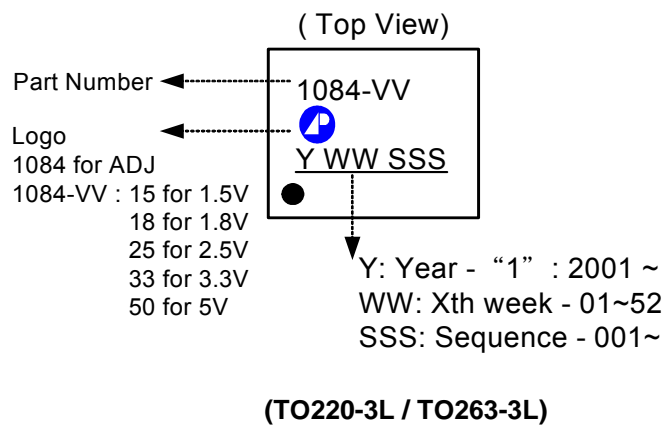 ( Top View)
Part Number
1084-VV
Logo
1084 for ADJ
Y WW SSS
1084-VV : 15 for 1.5V
18 for 1.8V
25 for 2.5V
33 for 3.3V
50 for 5V
Y: Year - “1” : 2001 ~
WW: Xth week - 01~52
SSS: Sequence - 001~
(TO220-3L / TO263-3L)